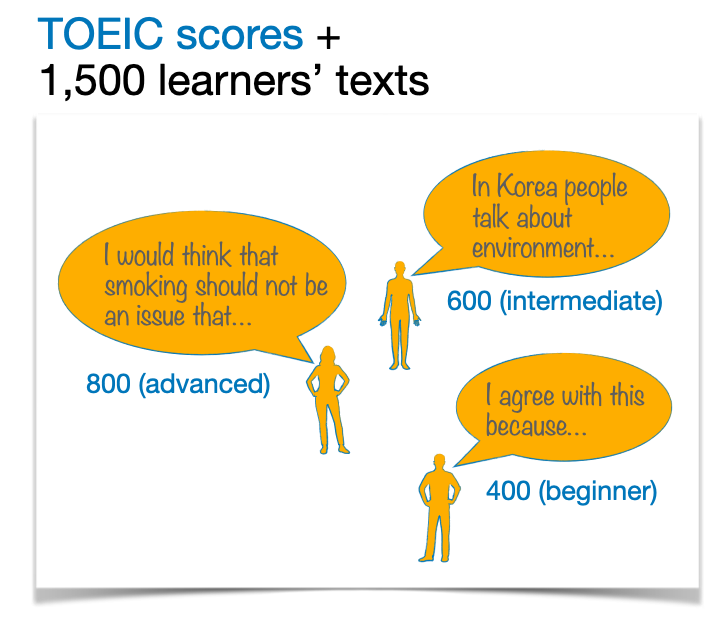 TOEIC scores +
1,500 learners’ texts
I would think that
smoking should not be
an issue that...
800 (advanced)
In Korea people
talk about
environment...
600 (intermediate)
I agree with this
because...
400 (beginner)